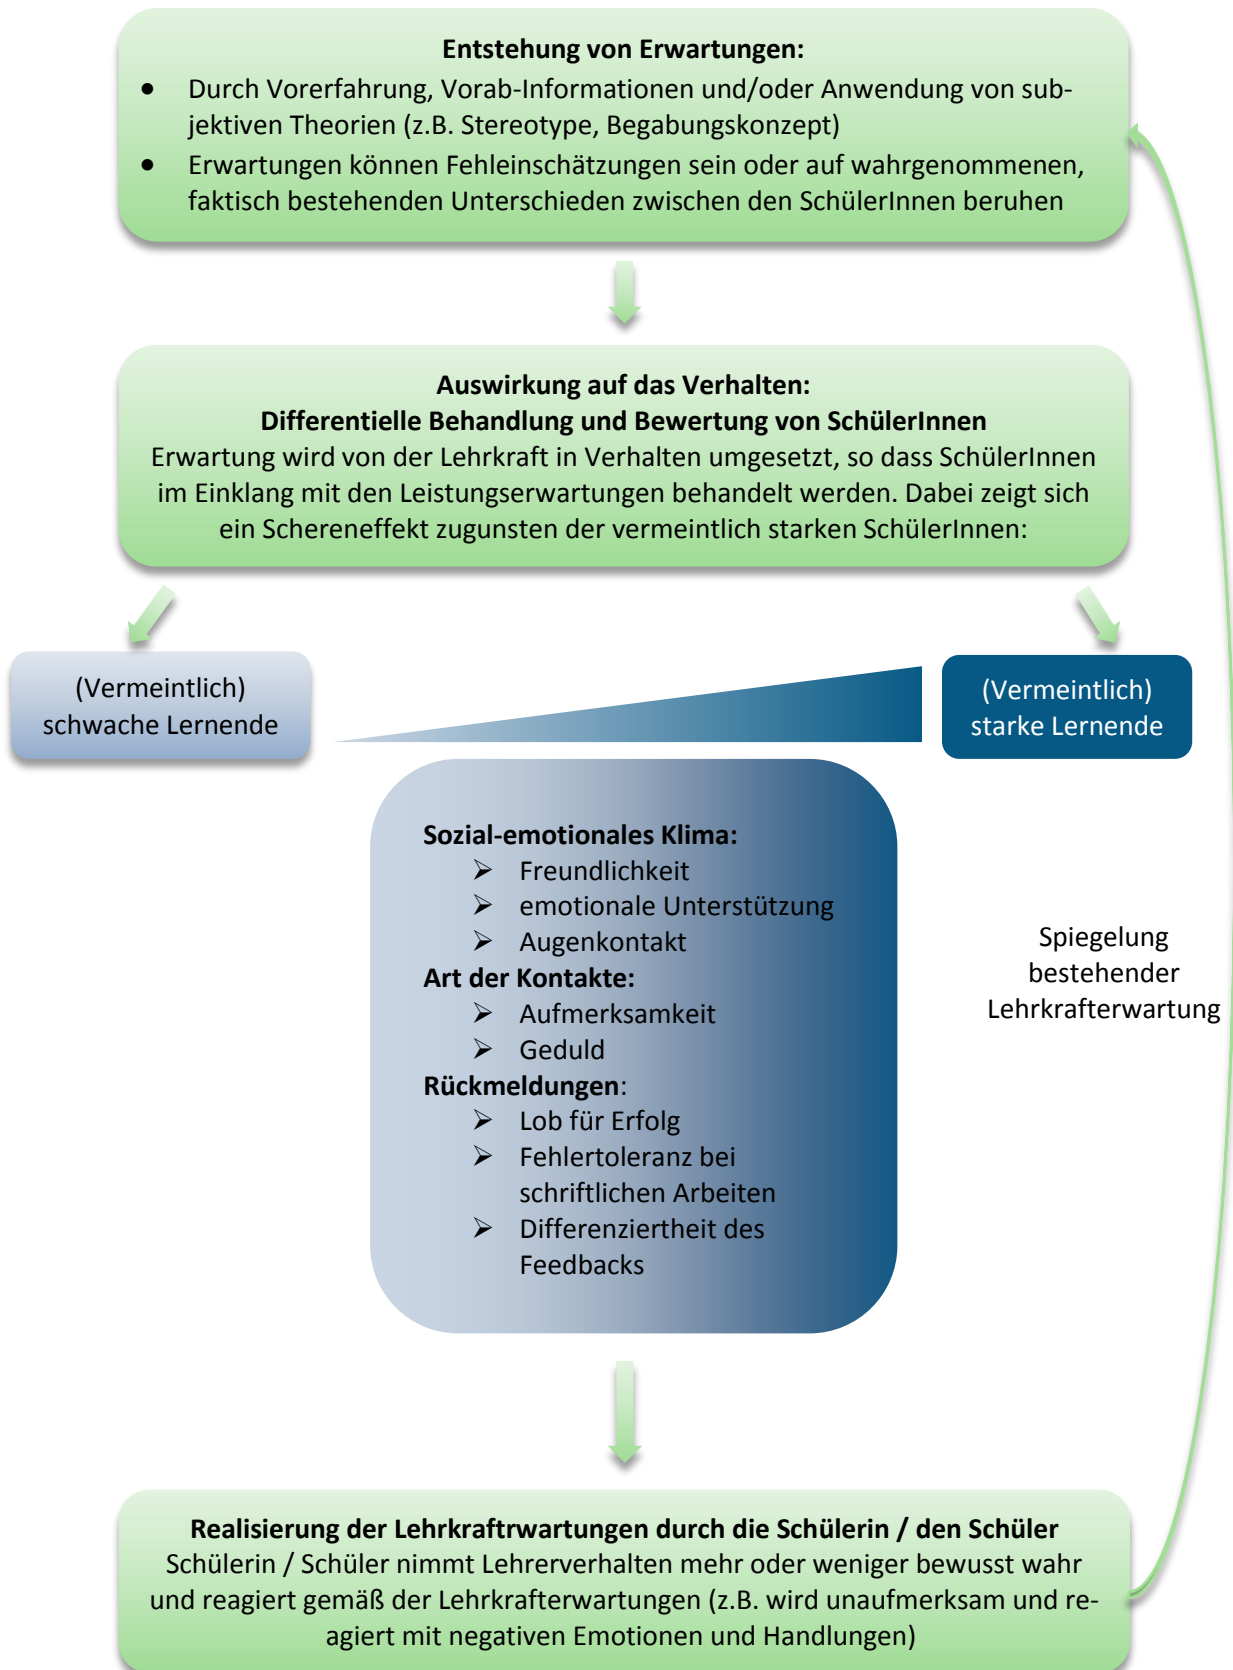 Entstehung von Erwartungen:
• Durch Vorerfahrung, Vorab-Informationen und/oder Anwendung von sub-
jektiven Theorien (z.B. Stereotype, Begabungskonzept)
• Erwartungen können Fehleinschätzungen sein oder auf wahrgenommenen,
faktisch bestehenden Unterschieden zwischen den SchülerInnen beruhen
Auswirkung auf das Verhalten:
Differentielle Behandlung und Bewertung von SchülerInnen
Erwartung wird von der Lehrkraft in Verhalten umgesetzt, so dass SchülerInnen
im Einklang mit den Leistungserwartungen behandelt werden. Dabei zeigt sich
ein Schereneffekt zugunsten der vermeintlich starken SchülerInnen:
(Vermeintlich)
schwache Lernende
(Vermeintlich)
starke Lernende
Sozial-emotionales Klima:
➢ Freundlichkeit
➢ emotionale Unterstützung
➢ Augenkontakt
Art der Kontakte:
➢ Aufmerksamkeit
➢ Geduld
Rückmeldungen:
➢ Lob für Erfolg
➢ Fehlertoleranz bei
schriftlichen Arbeiten
➢ Differenziertheit des
Feedbacks
Spiegelung
bestehender
Lehrkrafterwartung
Realisierung der Lehrkraftrwartungen durch die Schülerin / den Schüler
Schülerin / Schüler nimmt Lehrerverhalten mehr oder weniger bewusst wahr
und reagiert gemäß der Lehrkrafterwartungen (z.B. wird unaufmerksam und re-
agiert mit negativen Emotionen und Handlungen)